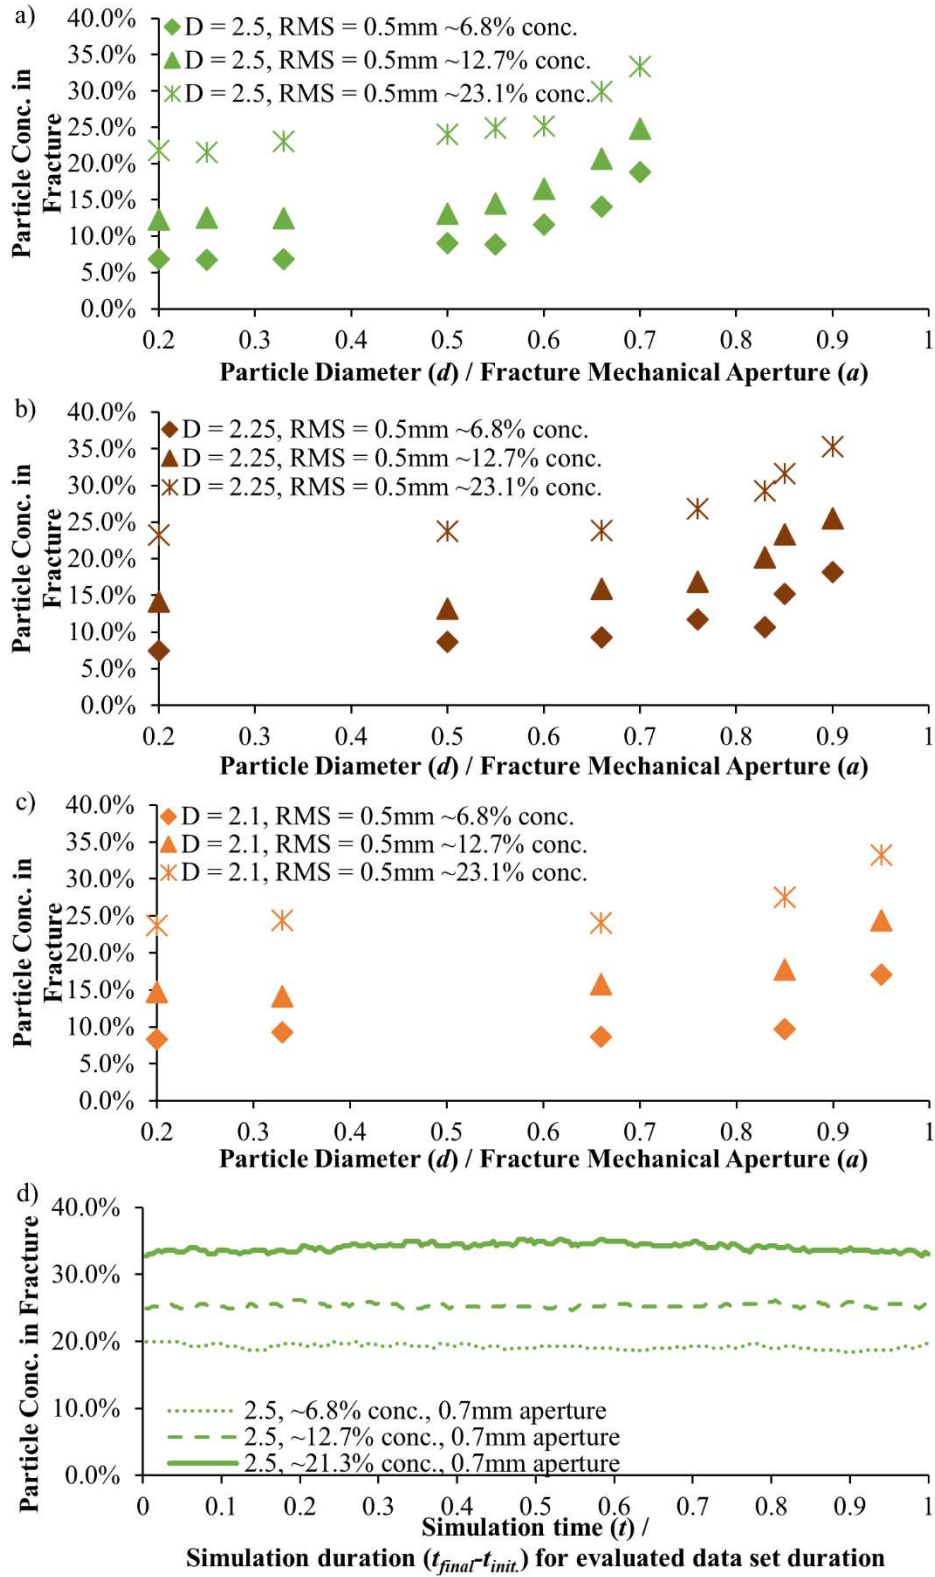 a)
D = 2.5, RMS = 0.5mm ~6.8% conc.
D = 2.5, RMS = 0.5mm ~12.7% conc.
D = 2.5, RMS = 0.5mm ~23.1% conc.
Particle Conc. in
Fracture
40.0%
35.0%
30.0%
25.0%
20.0%
15.0%
10.0%
5.0%
0.0%
0.2 0.3 0.4 0.5 0.6 0.7 0.8 0.9 1
Particle Diameter (d) / Fracture Mechanical Aperture (a)
b)
D = 2.25, RMS = 0.5mm ~6.8% conc.
D = 2.25, RMS = 0.5mm ~12.7% conc.
D = 2.25, RMS = 0.5mm ~23.1% conc.
Particle Conc. in
Fracture
40.0%
35.0%
30.0%
25.0%
20.0%
15.0%
10.0%
5.0%
0.0%
0.2 0.3 0.4 0.5 0.6 0.7 0.8 0.9 1
Particle Diameter (d) / Fracture Mechanical Aperture (a)
c)
D = 2.1, RMS = 0.5mm ~6.8% conc.
D = 2.1, RMS = 0.5mm ~12.7% conc.
D = 2.1, RMS = 0.5mm ~23.1% conc.
Particle Conc. in
Fracture
40.0%
35.0%
30.0%
25.0%
20.0%
15.0%
10.0%
5.0%
0.0%
0.2 0.3 0.4 0.5 0.6 0.7 0.8 0.9 1
Particle Diameter (d) / Fracture Mechanical Aperture (a)
d)
Particle Conc. in Fracture
40.0%
30.0%
20.0%
10.0%
0.0%
2.5, ~6.8% conc., 0.7mm aperture
2.5, ~12.7% conc., 0.7mm aperture
2.5, ~21.3% conc., 0.7mm aperture
0 0.1 0.2 0.3 0.4 0.5 0.6 0.7 0.8 0.9 1
Simulation time (t) /
Simulation duration (tfinal-tinit.) for evaluated data set duration